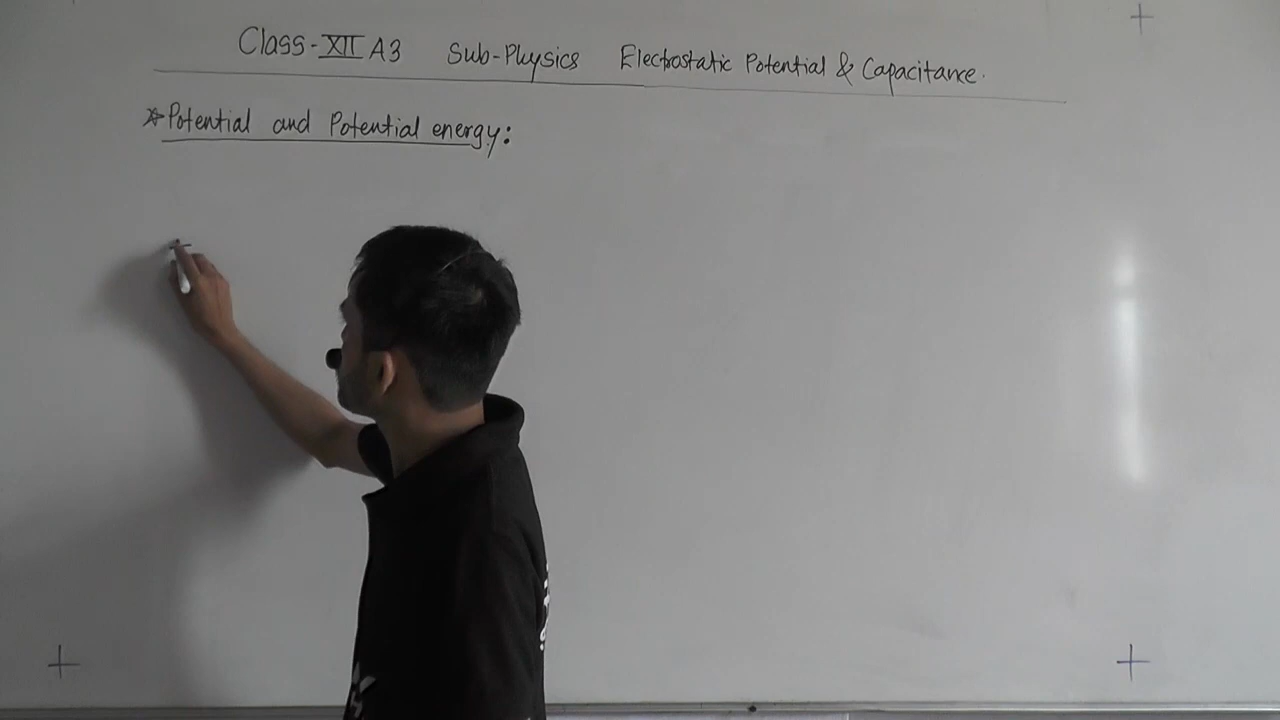 Class-XII A3 Sub-Physics Electrostatic Potential & Capacitance.
*Potential and Potential energy: